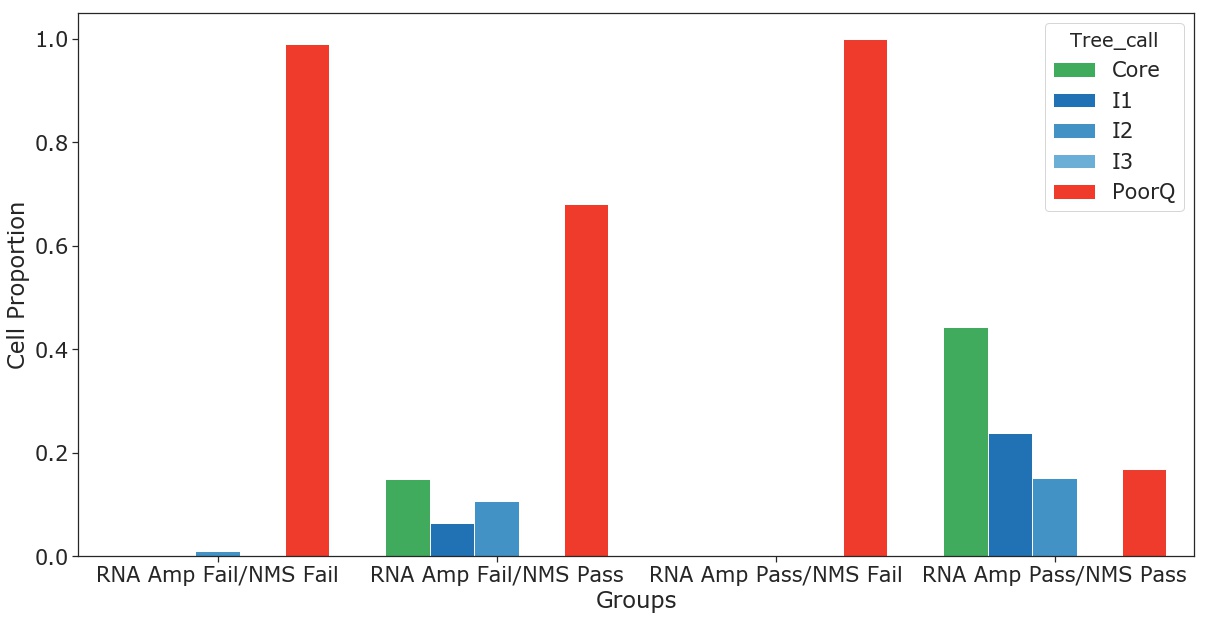 1.0
0.8
0.6
0.4
0.2
0.0
Cell Proportion
Tree_call
Core
I1
I2
I3
PoorQ
RNA Amp Fail/NMS Fail
RNA Amp Fail/NMS Pass
RNA Amp Pass/NMS Fail
RNA Amp Pass/NMS Pass
Groups